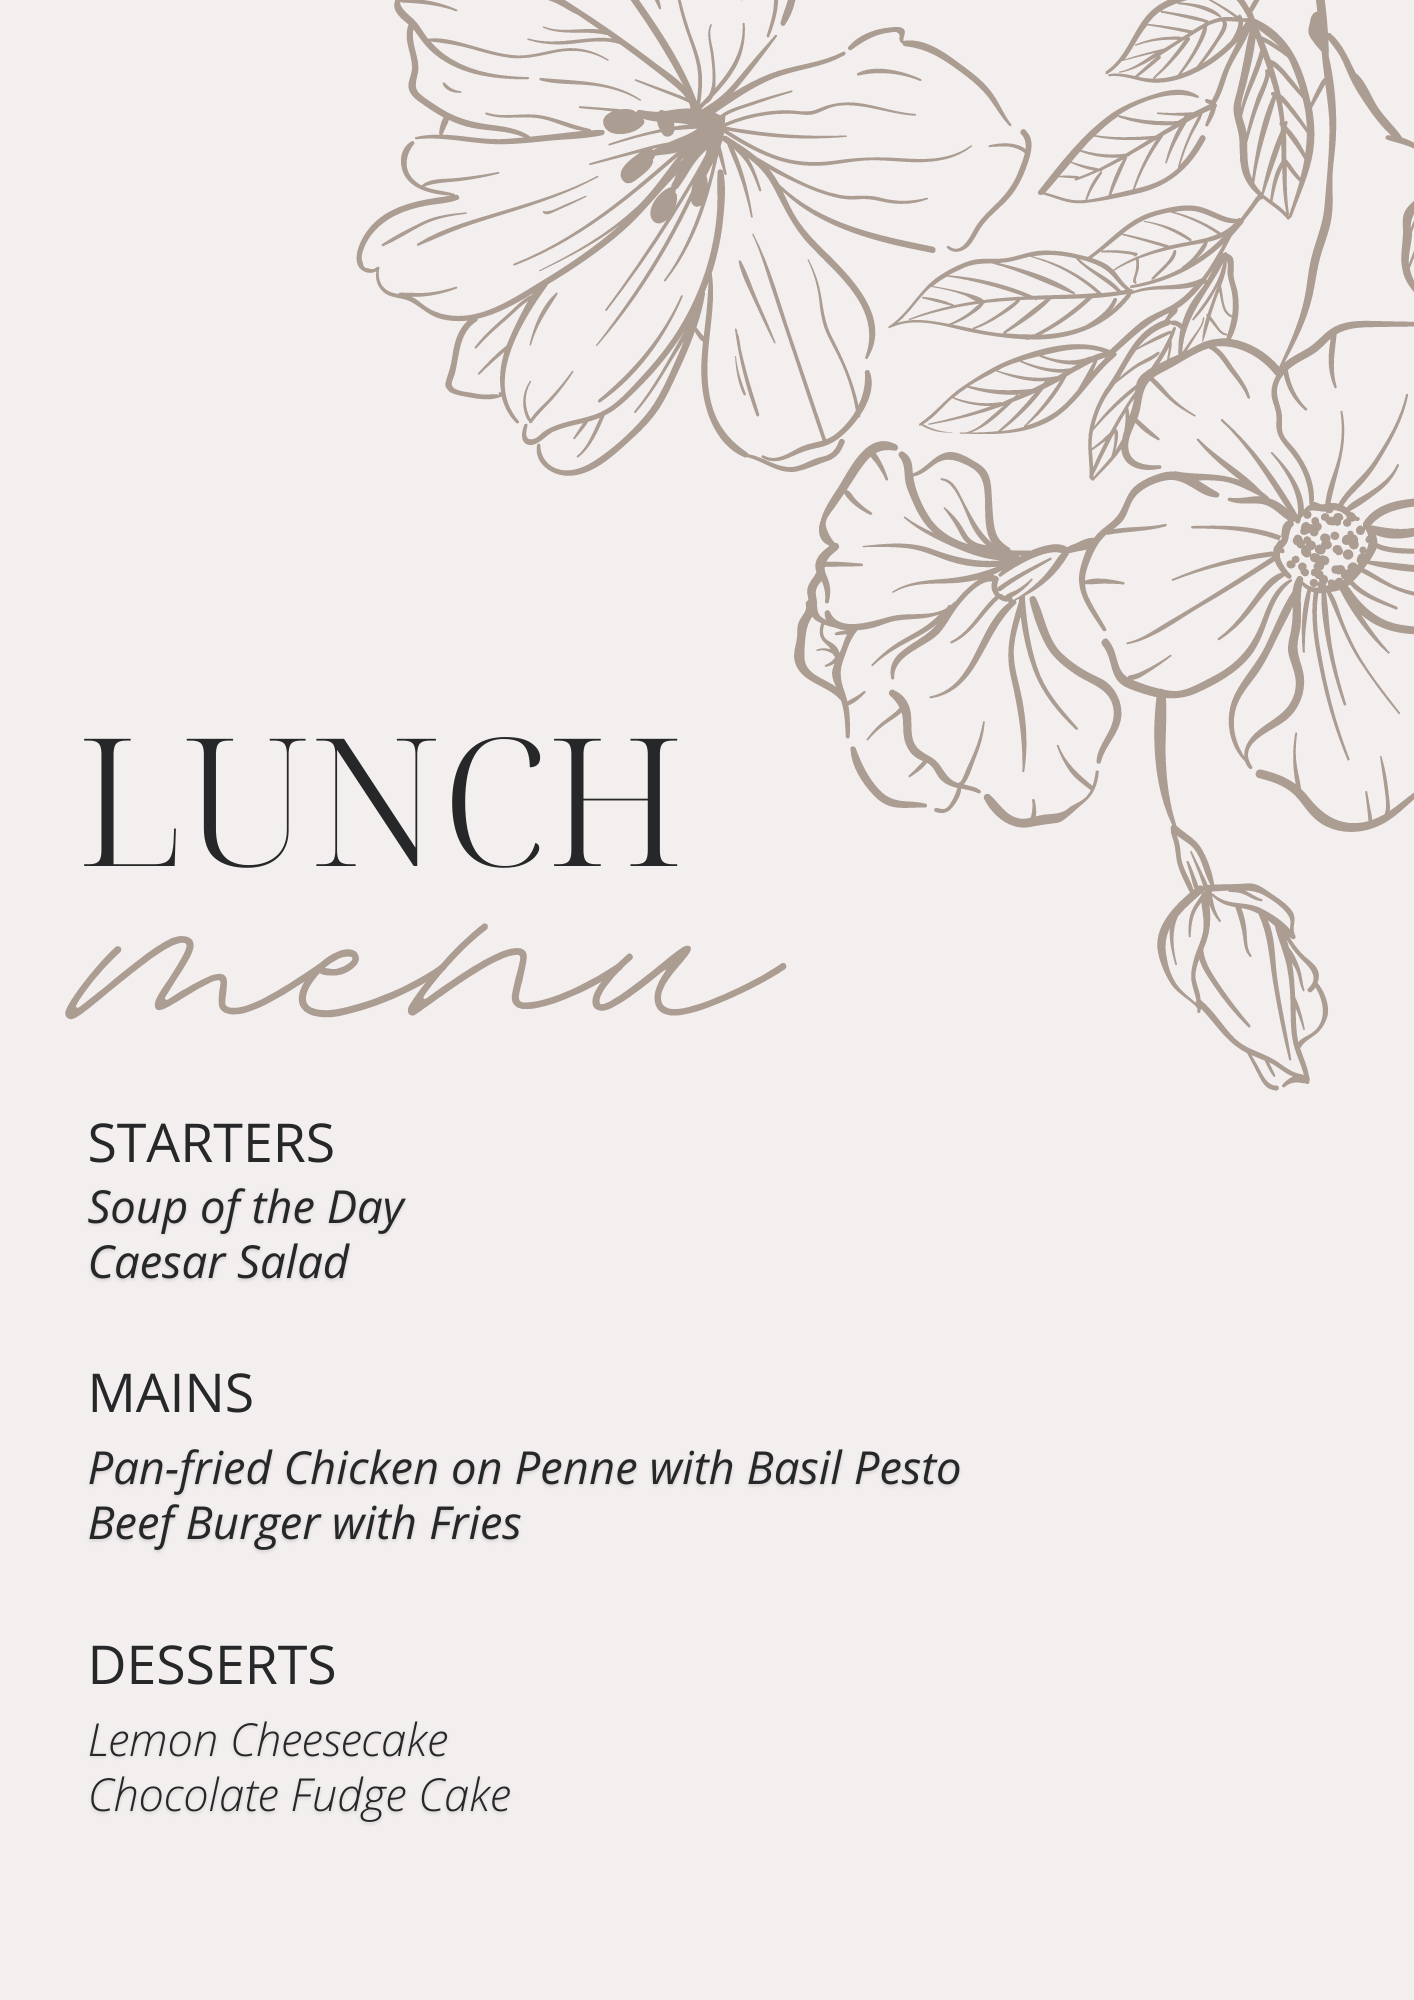 LUNCH
menu
STARTERS
Soup of the Day
Caesar Salad
MAINS
Pan-fried Chicken on Penne with Basil Pesto
Beef Burger with Fries
DESSERTS
Lemon Cheesecake
Chocolate Fudge Cake